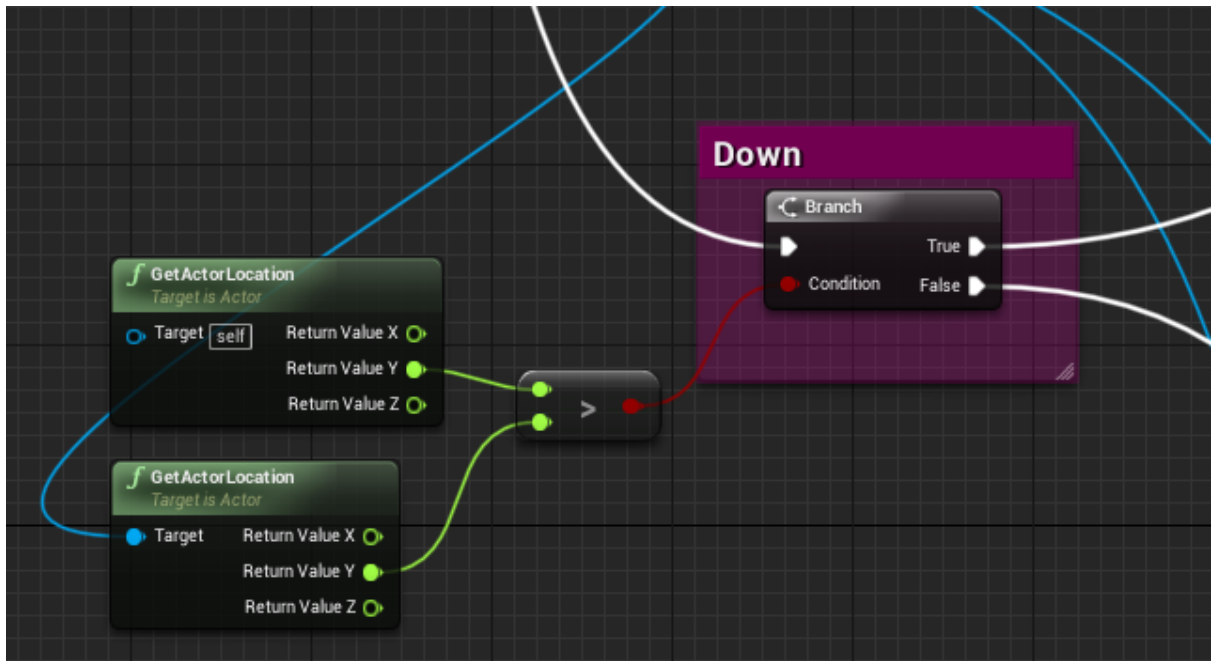 Down
Branch
True
Condition False
GetActorLocation
Target is Actor
Target self Return Value X
Return Value Y
Return Value Z
>
GetActorLocation
Target is Actor
Target Return Value X
Return Value Y
Return Value Z